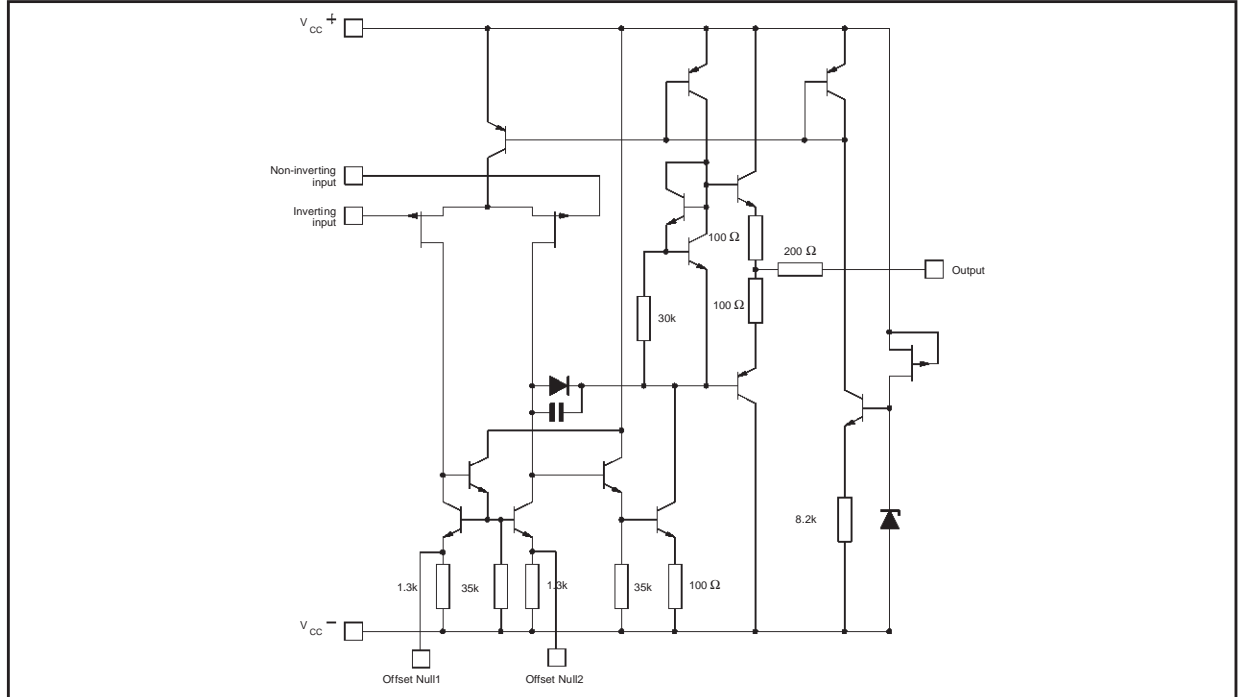 V CC +
Non-inverting
input
Inverting
input
100 Ω
200 Ω
Output
100 Ω
30k
8.2k
1.3k
35k
1.3k
35k
100 Ω
V CC −
Offset Null1
Offset Null2